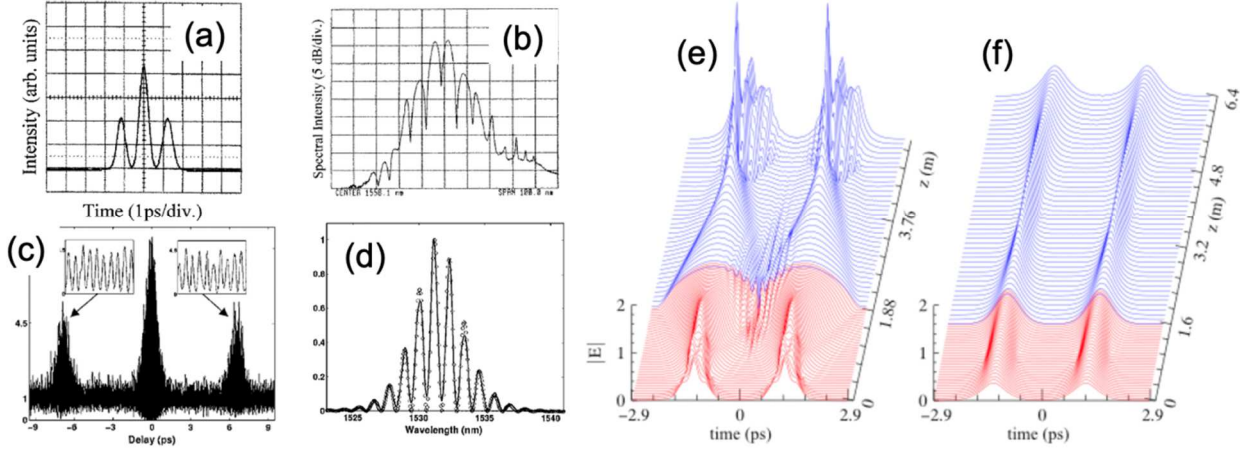 (a)
Intensity (arb. units)
Time (1ps/div.)
(b)
Spectral Intensity (5 dB/div.)
CENTER 1550.1 nm
SPAN 100.0 nm
(c)
4.5
1
0
-9 -6 -3 0 3 6 9
Delay (ps)
(d)
1
0.8
0.6
0.4
0.2
0
1525 1530 1535 1540
Wavelength (nm)
(e)
|E|
2
1
0
-2.9 0 2.9
time (ps)
0
1.88
3.76
z (m)
(f)
2
1
0
-2.9 0 2.9
time (ps)
0
1.6
3.2
z (m)
4.8
6.4